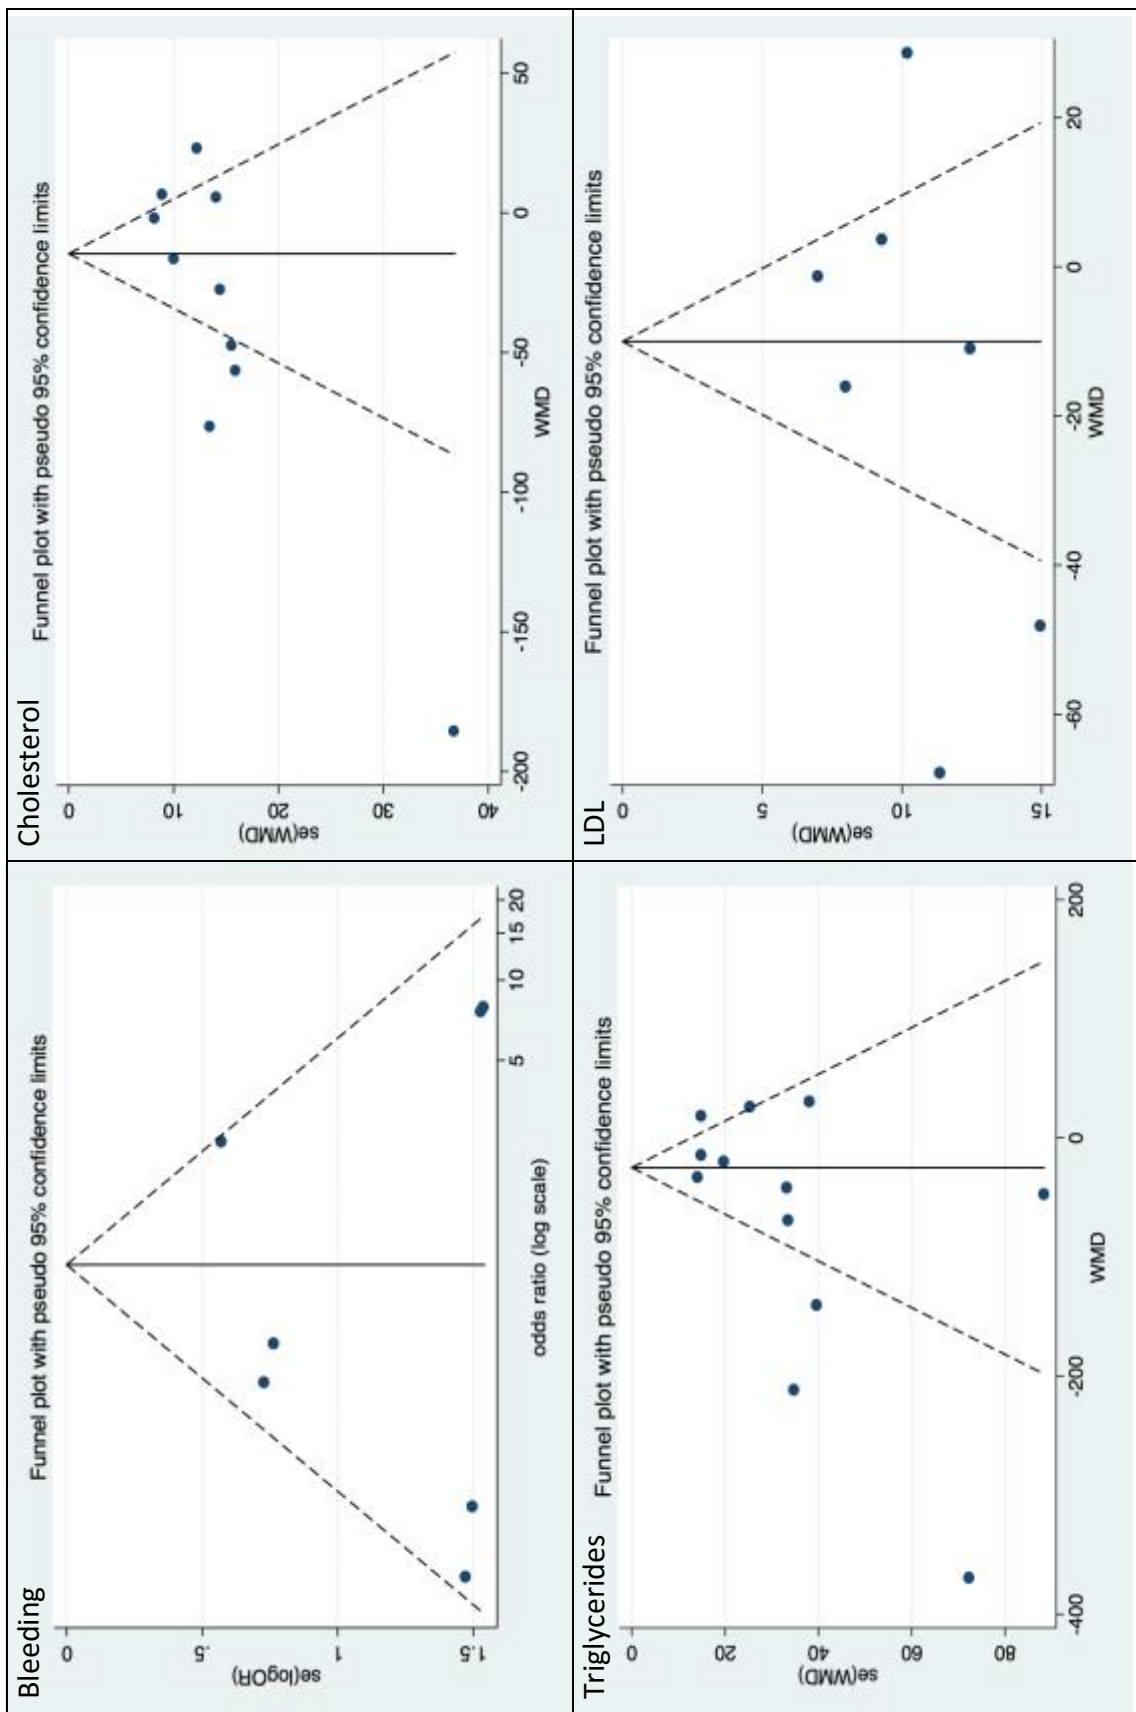 Bleeding
Funnel plot with pseudo 95% confidence limits
0
.5
1
1.5
se(logOR)
5
10
15
20
odds ratio (log scale)
Cholesterol
Funnel plot with pseudo 95% confidence limits
0
10
20
30
40
se(WMD)
-200
-150
-100
-50
0
50
WMD
Triglycerides
Funnel plot with pseudo 95% confidence limits
0
20
40
60
80
se(WMD)
-400
-200
0
200
WMD
LDL
Funnel plot with pseudo 95% confidence limits
0
5
10
15
se(WMD)
-60
-40
-20
0
20
WMD